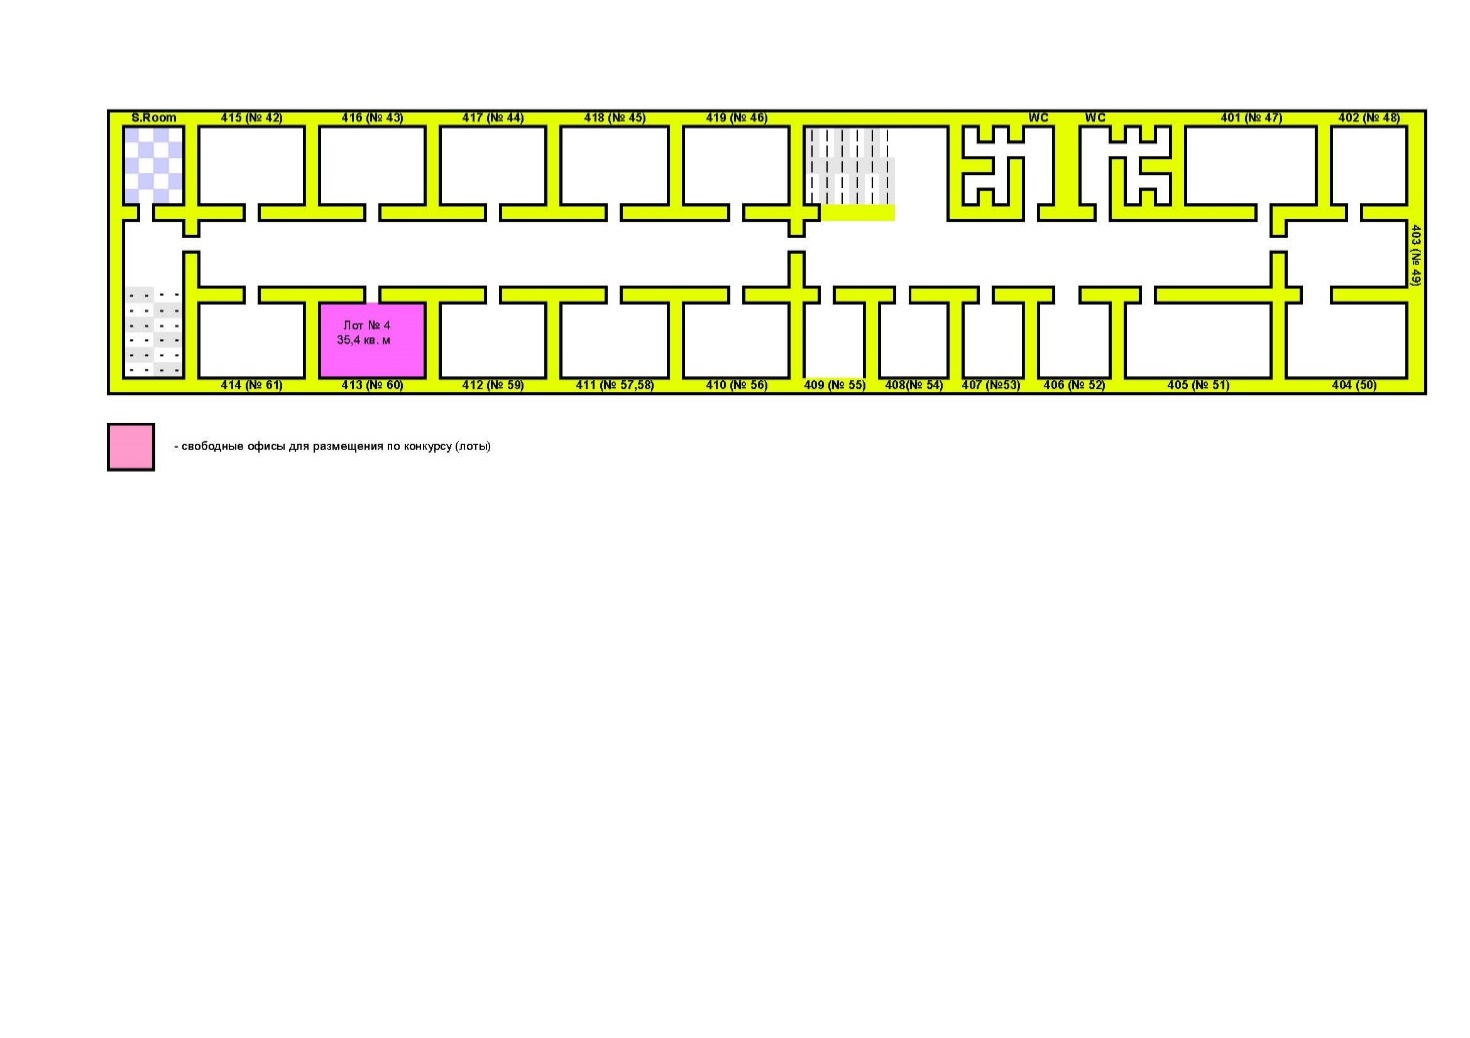 S.Room
415 (№ 42)
416 (№ 43)
417 (№ 44)
418 (№ 45)
419 (№ 46)
WC
WC
401 (№ 47)
402 (№ 48)
403 (№ 49)
Лот № 4
35,4 кв. м
414 (№ 61)
413 (№ 60)
412 (№ 59)
411 (№ 57,58)
410 (№ 56)
409 (№ 55)
408(№ 54)
407 (№53)
406 (№ 52)
405 (№ 51)
404 (50)
- свободные офисы для размещения по конкурсу (лоты)